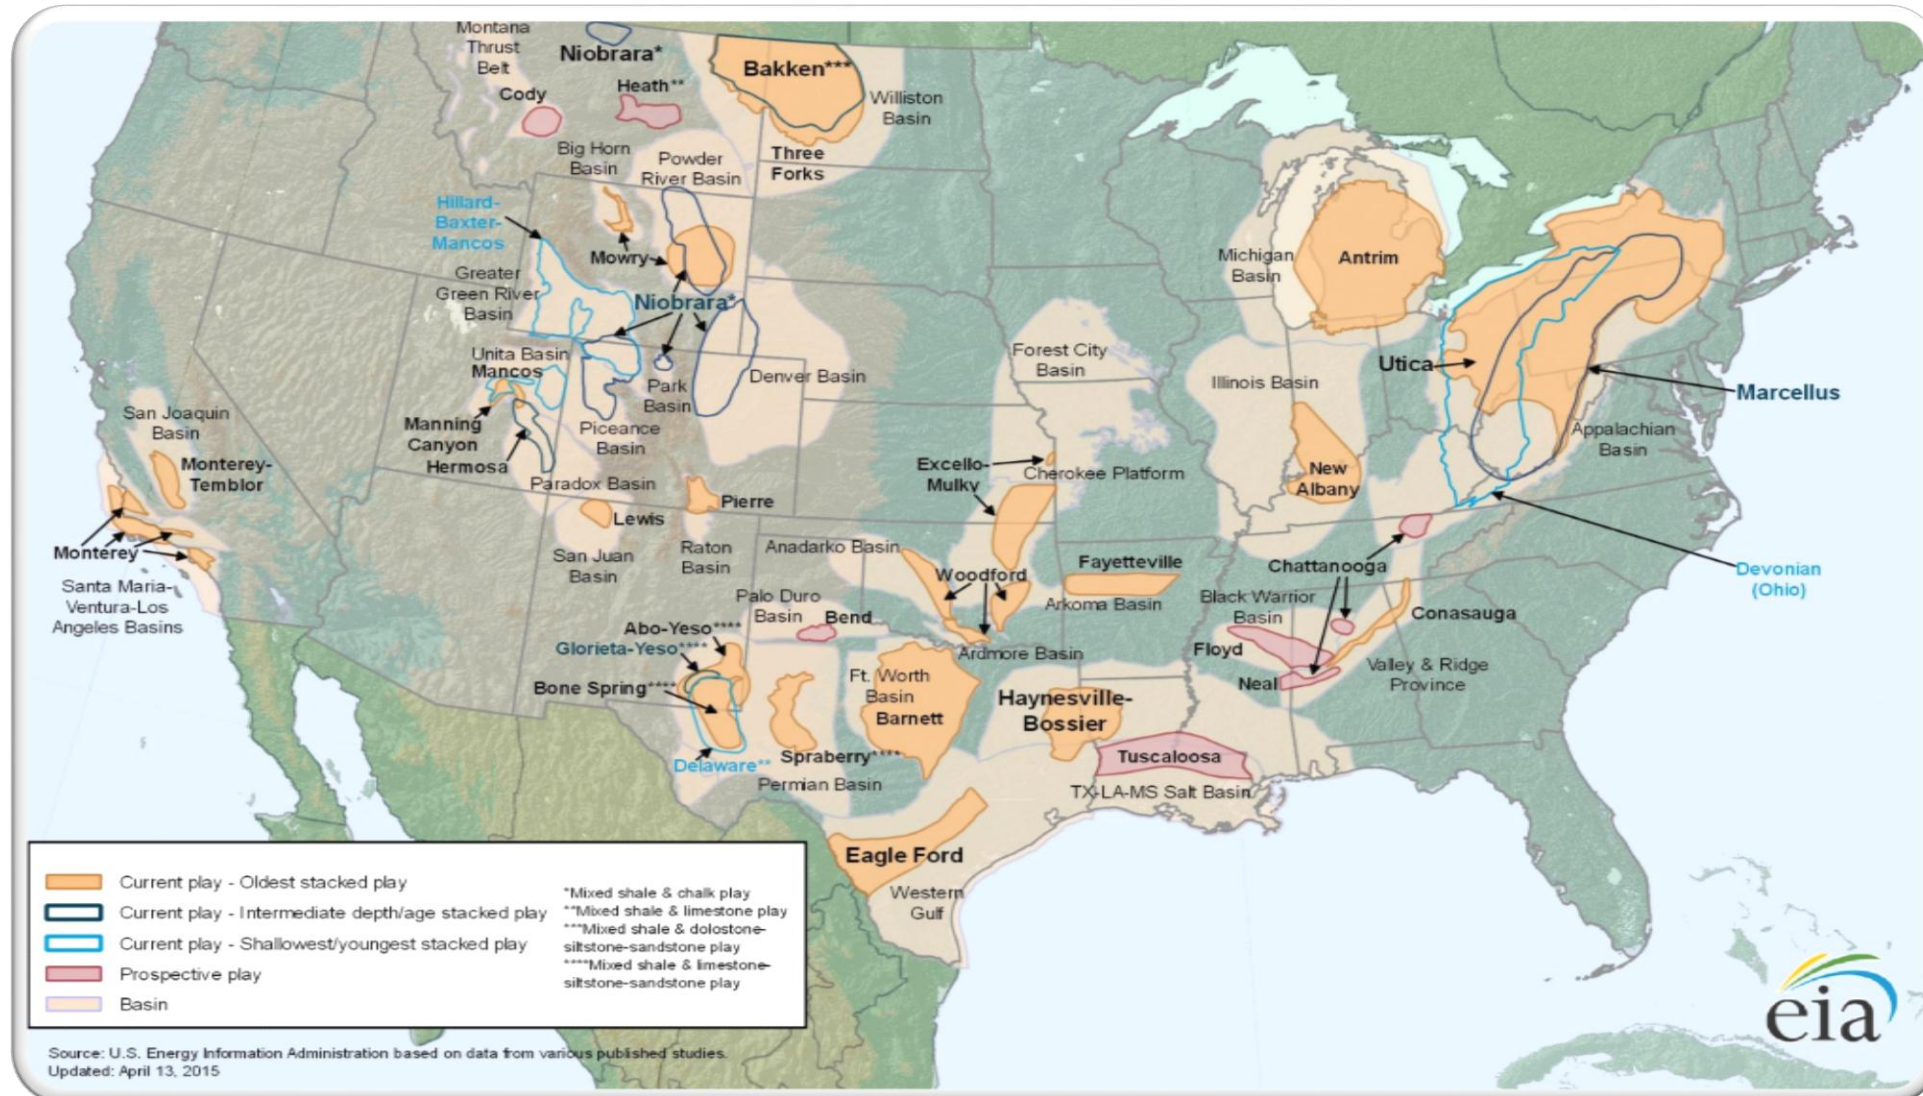 Montana
Thrust
Belt
Niobrara*
Bakken***
Cody
Heath**
Williston
Basin
Big Horn
Basin
Powder
River Basin
Three
Forks
Hillard-
Baxter-
Mancos
Mowry
Greater
Green River
Basin
Niobrara*
Michigan
Basin
Antrim
Unita Basin
Mancos
Park
Basin
Denver Basin
Forest City
Basin
Illinois Basin
Utica
Marcellus
San Joaquin
Basin
Manning
Canyon
Hermosa
Piceance
Basin
Appalachian
Basin
Monterey-
Temblor
Paradox Basin
Pierre
Lewis
Excello-
Mulky
Cherokee Platform
New
Albany
Monterey
San Juan
Basin
Raton
Basin
Anadarko Basin
Woodford
Fayetteville
Arkoma Basin
Chattanooga
Devonian
(Ohio)
Santa Maria-
Ventura-Los
Angeles Basins
Palo Duro
Basin
Bend
Black Warrior
Basin
Conasauga
Abo-Yeso****
Glorieta-Yeso****
Bone Spring****
Ardmore Basin
Floyd
Neal
Valley & Ridge
Province
Ft. Worth
Basin
Barnett
Haynesville-
Bossier
Delaware**
Spraberry****
Permian Basin
Tuscaloosa
TX-LA-MS Salt Basin
Eagle Ford
Western
Gulf
Current play - Oldest stacked play
Current play - Intermediate depth/age stacked play
Current play - Shallowest/youngest stacked play
Prospective play
Basin
*Mixed shale & chalk play
**Mixed shale & limestone play
***Mixed shale & dolostone-
siltstone-sandstone play
****Mixed shale & limestone-
siltstone-sandstone play
eia
Source: U.S. Energy Information Administration based on data from various published studies.
Updated: April 13, 2015